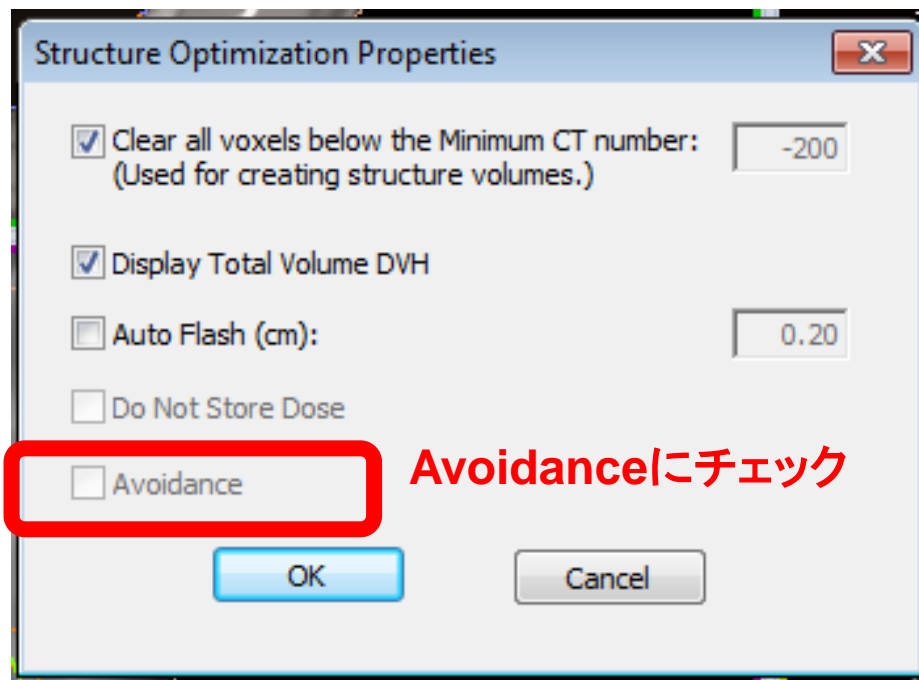 Structure Optimization Properties
Clear all voxels below the Minimum CT number: -200
(Used for creating structure volumes.)
Display Total Volume DVH
Auto Flash (cm): 0.20
Do Not Store Dose
Avoidance Avoidanceにチェック
OK Cancel